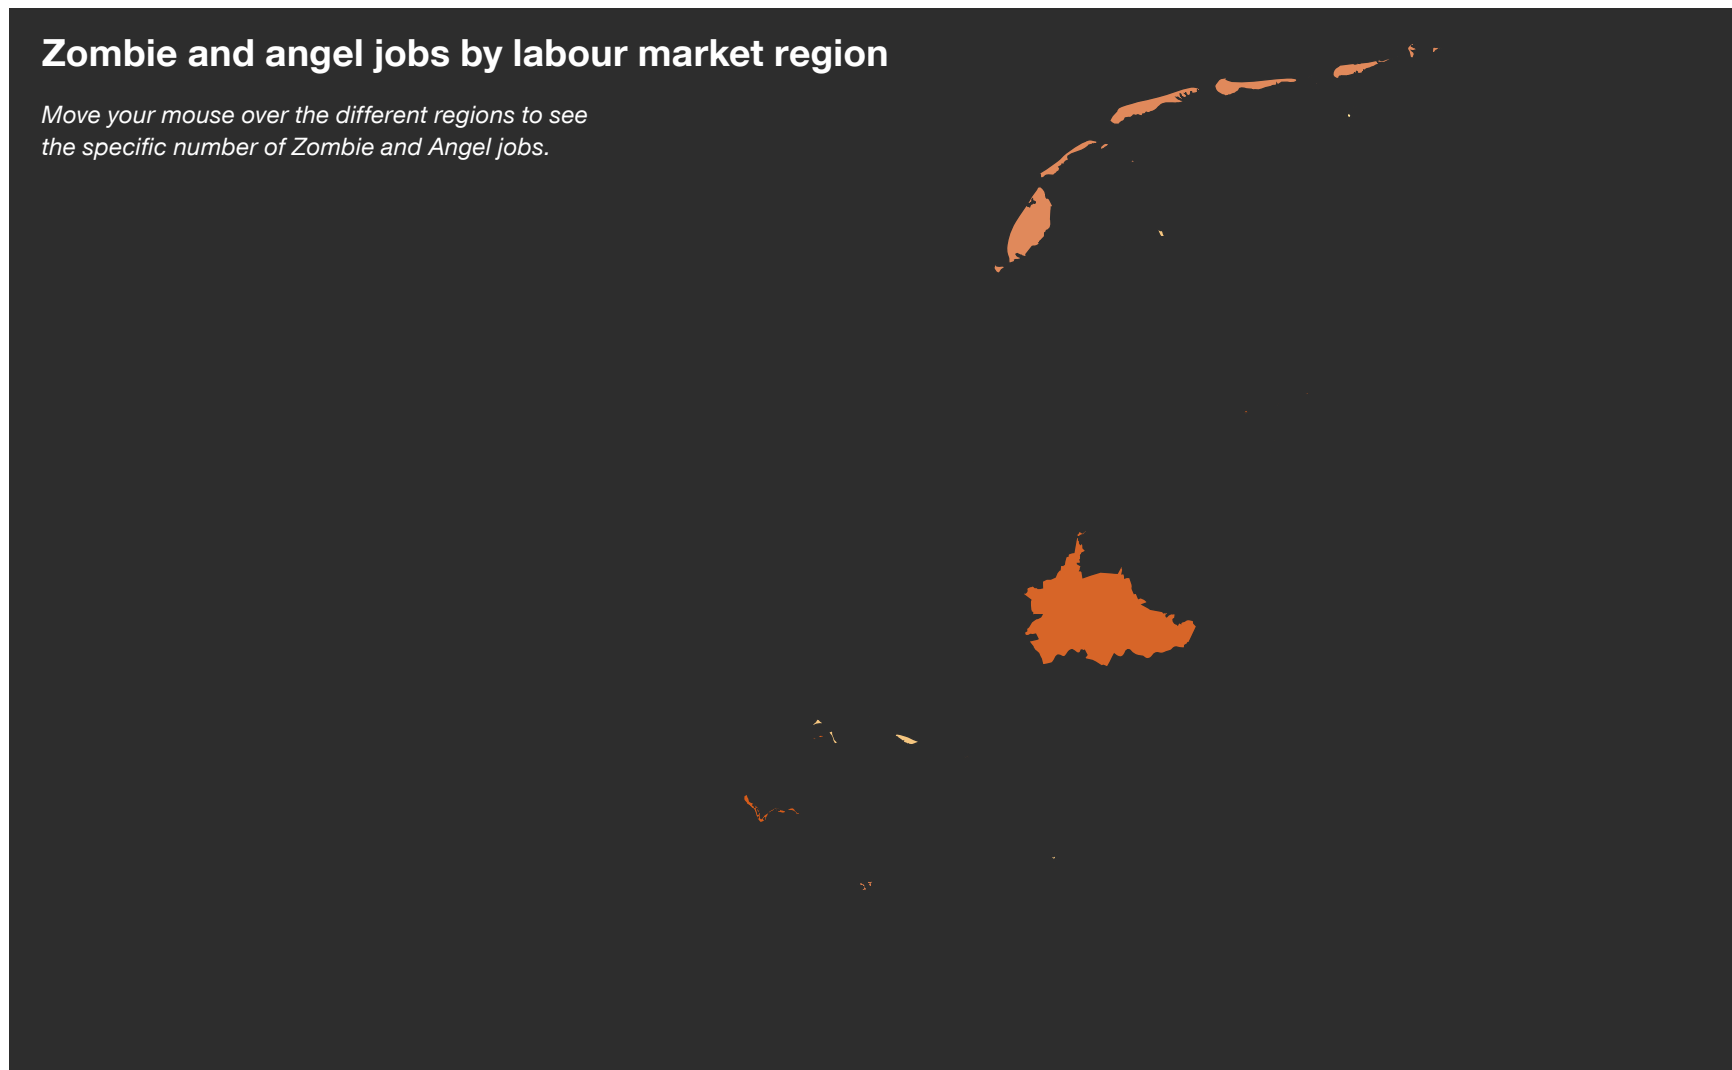 Zombie and angel jobs by labour market region
Move your mouse over the different regions to see
the specific number of Zombie and Angel jobs.